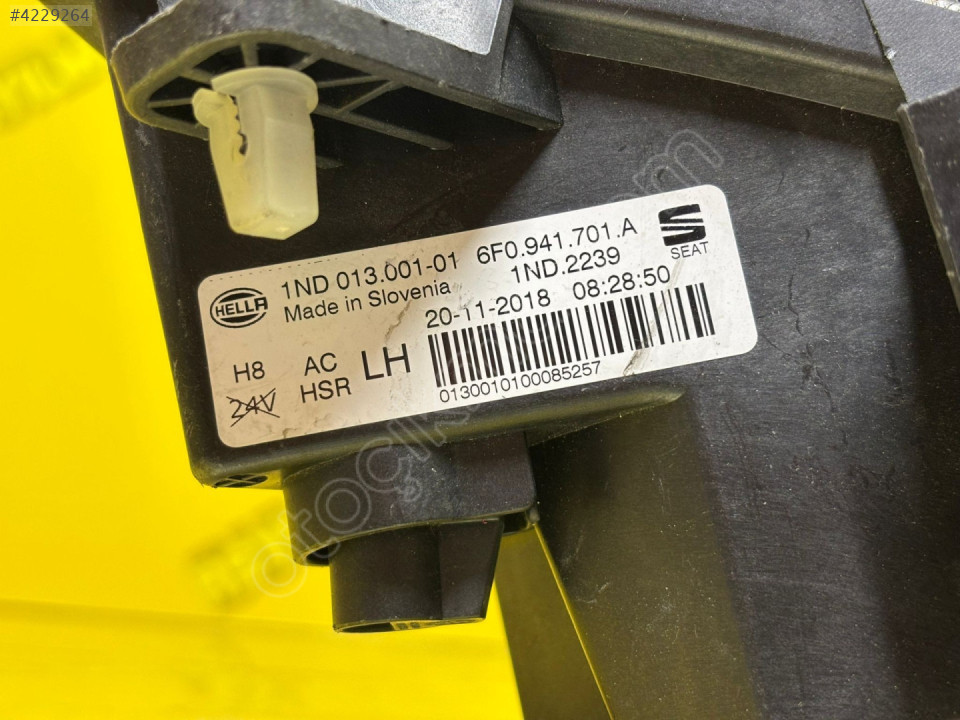 #4229264
1ND 013.001-01 6F0.941.701.A
Made in Slovenia 1ND.2239
HELLA
SEAT
20-11-2018 08:28:50
H8 AC LH
24V HSR
0130010100085257